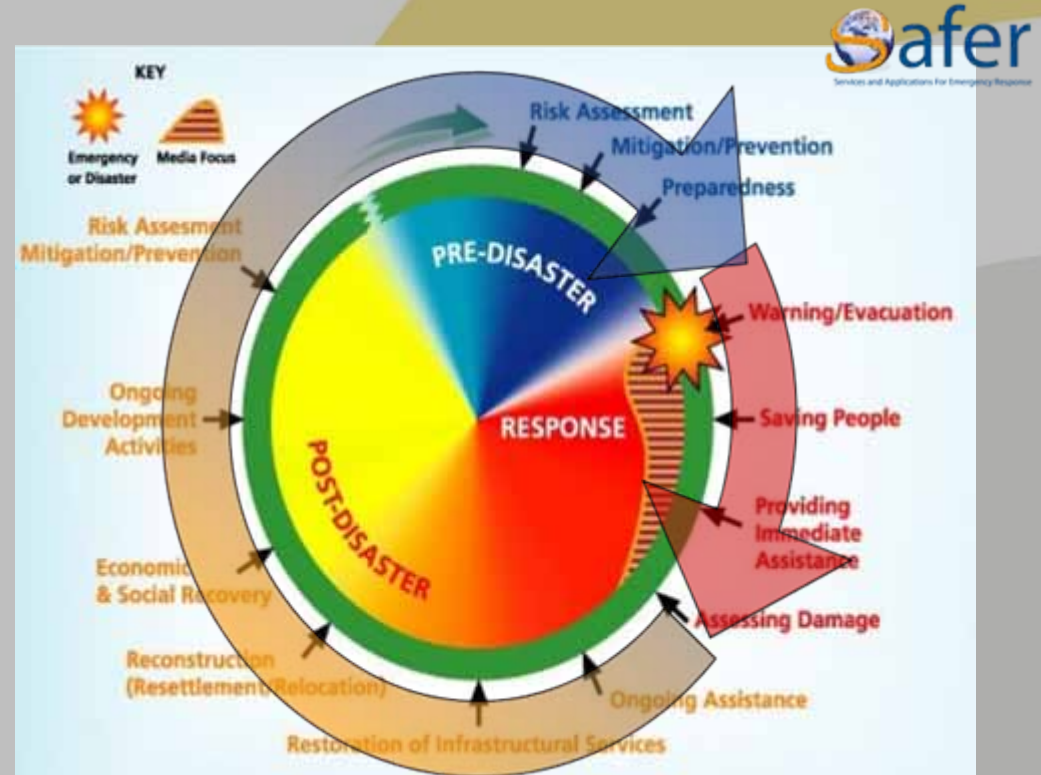 Safer
Services and Applications For Emergency Response
KEY
Emergency
or Disaster
Media Focus
Risk Assessment
Mitigation/Prevention
Preparedness
Risk Assesment
Mitigation/Prevention
PRE-DISASTER
Warning/Evacuation
Ongoing
Development
Activities
RESPONSE
Saving People
POST-DISASTER
Providing
Immediate
Assistance
Economic
& Social Recovery
Assessing Damage
Reconstruction
(Resettlement/Relocation)
Ongoing Assistance
Restoration of Infrastructural Services